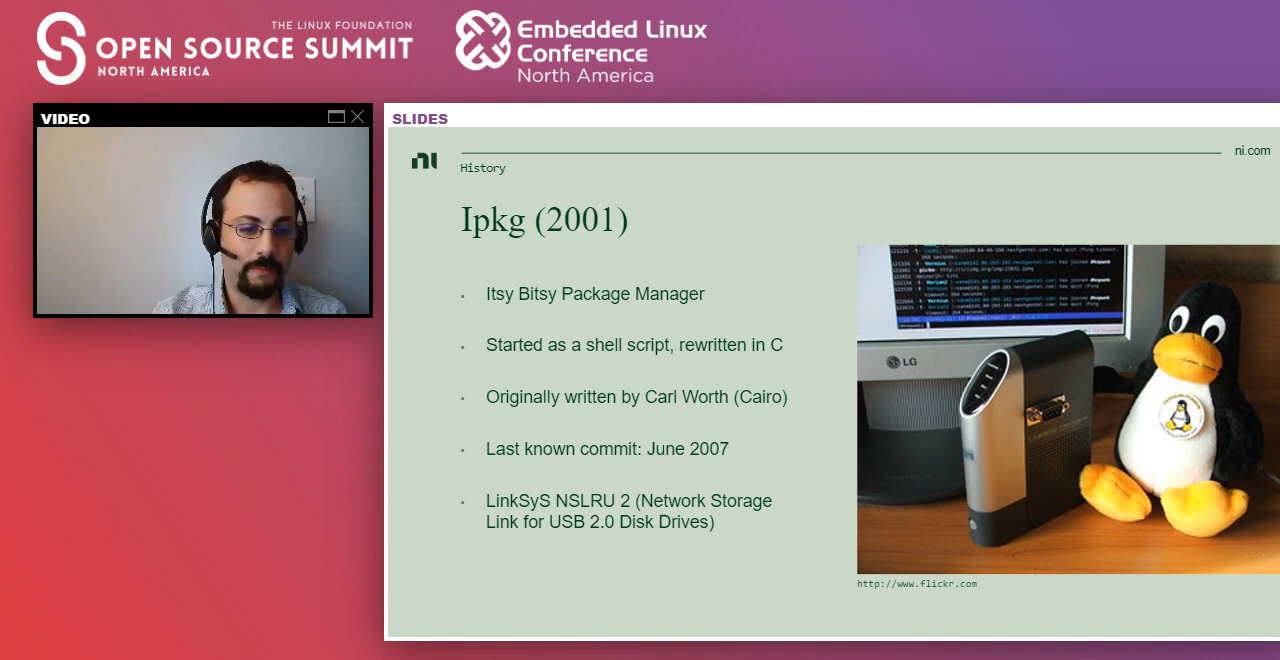 THE LINUX FOUNDATION
OPEN SOURCE SUMMIT
NORTH AMERICA
Embedded Linux
Conference
North America
VIDEO
SLIDES
ni
ni.com
History
Ipkg (2001)
Itsy Bitsy Package Manager
Started as a shell script, rewritten in C
Originally written by Carl Worth (Cairo)
Last known commit: June 2007
LinkSyS NSLRU 2 (Network Storage
Link for USB 2.0 Disk Drives)
LG
http://www.flickr.com